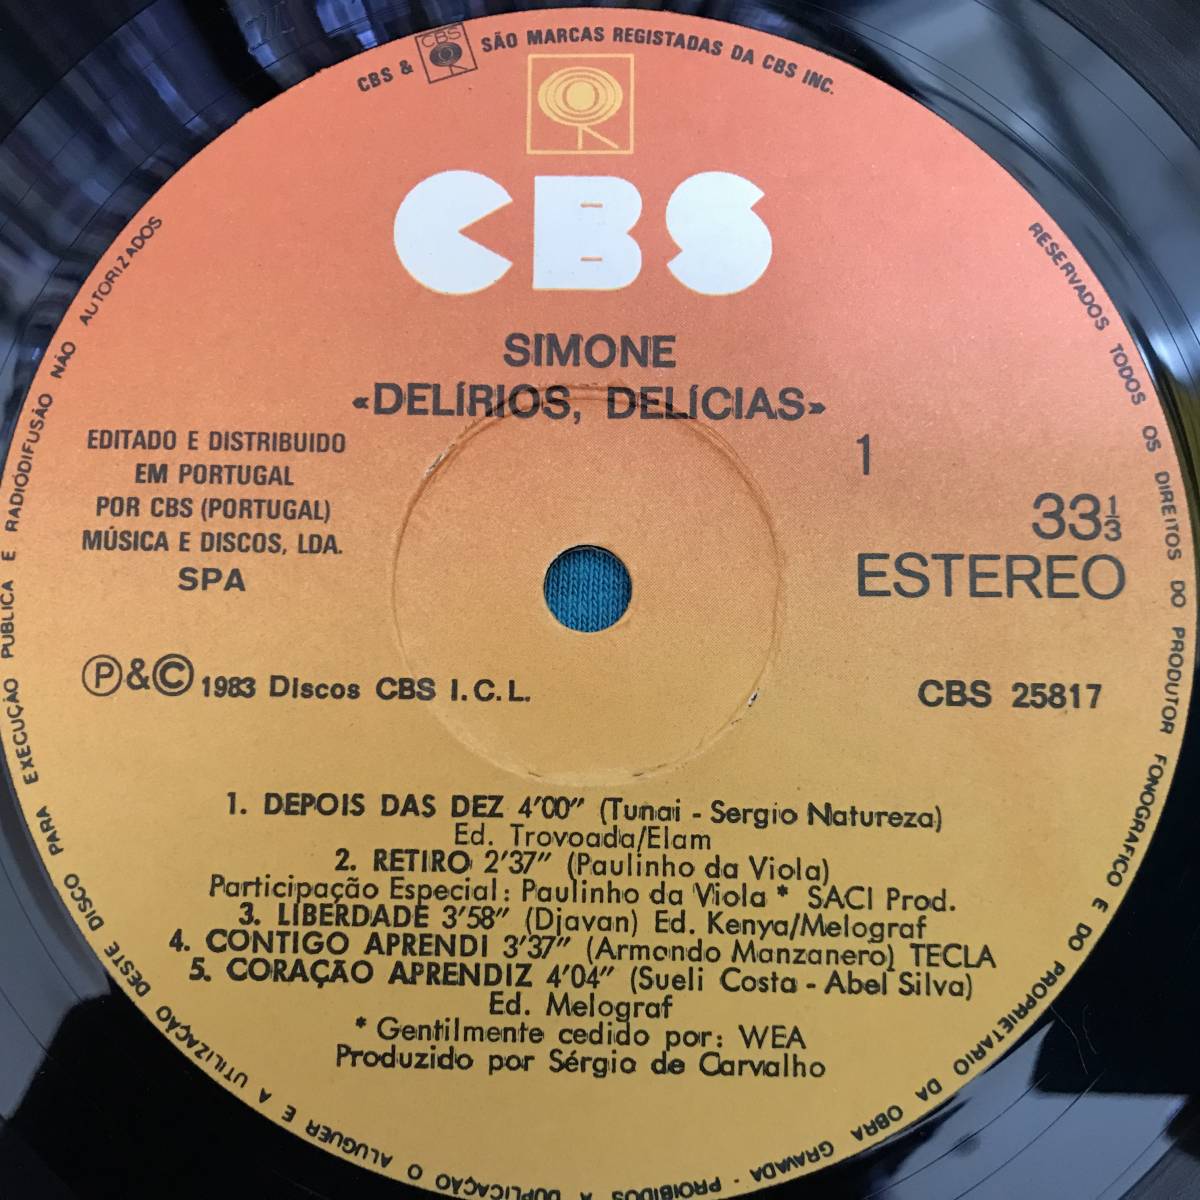 CBS & CBS SÃO MARCAS REGISTADAS DA CBS INC.
CBS
SIMONE
«DELÍRIOS, DELÍCIAS»
EDITADO E DISTRIBUIDO
EM PORTUGAL
POR CBS (PORTUGAL)
MÚSICA E DISCOS, LDA.
SPA
1
33⅓
ESTEREO
Ⓟ&© 1983 Discos CBS I.C.L.
CBS 25817
1. DEPOIS DAS DEZ 4'00" (Tunai - Sergio Natureza)
Ed. Trovoada/Elam
2. RETIRO 2'37" (Paulinho da Viola)
Participação Especial: Paulinho da Viola * SACI Prod.
3. LIBERDADE 3'58" (Djavan) Ed. Kenya/Melograf
4. CONTIGO APRENDI 3'37" (Armando Manzanero) TECLA
5. CORAÇÃO APRENDIZ 4'04" (Sueli Costa - Abel Silva)
Ed. Melograf
* Gentilmente cedido por: WEA
Produzido por Sérgio de Carvalho
RESERVADOS TODOS OS DIREITOS DO PRODUTOR FONOGRAFICO E DO PROPRIETARIO DA OBRA GRAVADA - PROIBIDOS A DUPLICAÇÃO O ALUGUER E A UTILIZAÇÃO DESTE DISCO PARA EXECUÇÃO PUBLICA E RADIODIFUSÃO NÃO AUTORIZADOS